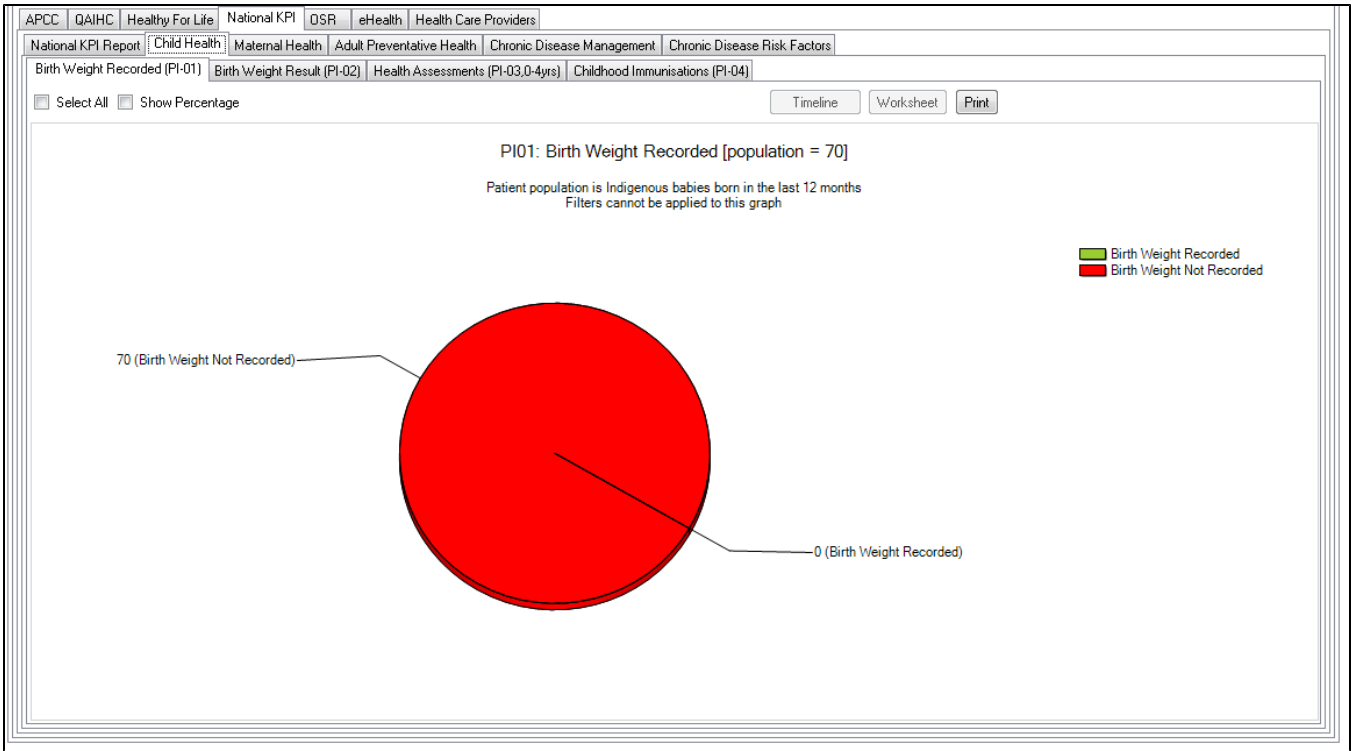 APCC QAIHC Healthy For Life National KPI OSR eHealth Health Care Providers
National KPI Report Child Health Maternal Health Adult Preventative Health Chronic Disease Management Chronic Disease Risk Factors
Birth Weight Recorded (PI-01) Birth Weight Result (PI-02) Health Assessments (PI-03,0-4yrs) Childhood Immunisations (PI-04)
Select All Show Percentage Timeline Worksheet Print
PI01: Birth Weight Recorded [population = 70]
Patient population is Indigenous babies born in the last 12 months
Filters cannot be applied to this graph
Birth Weight Recorded
Birth Weight Not Recorded
70 (Birth Weight Not Recorded)
0 (Birth Weight Recorded)